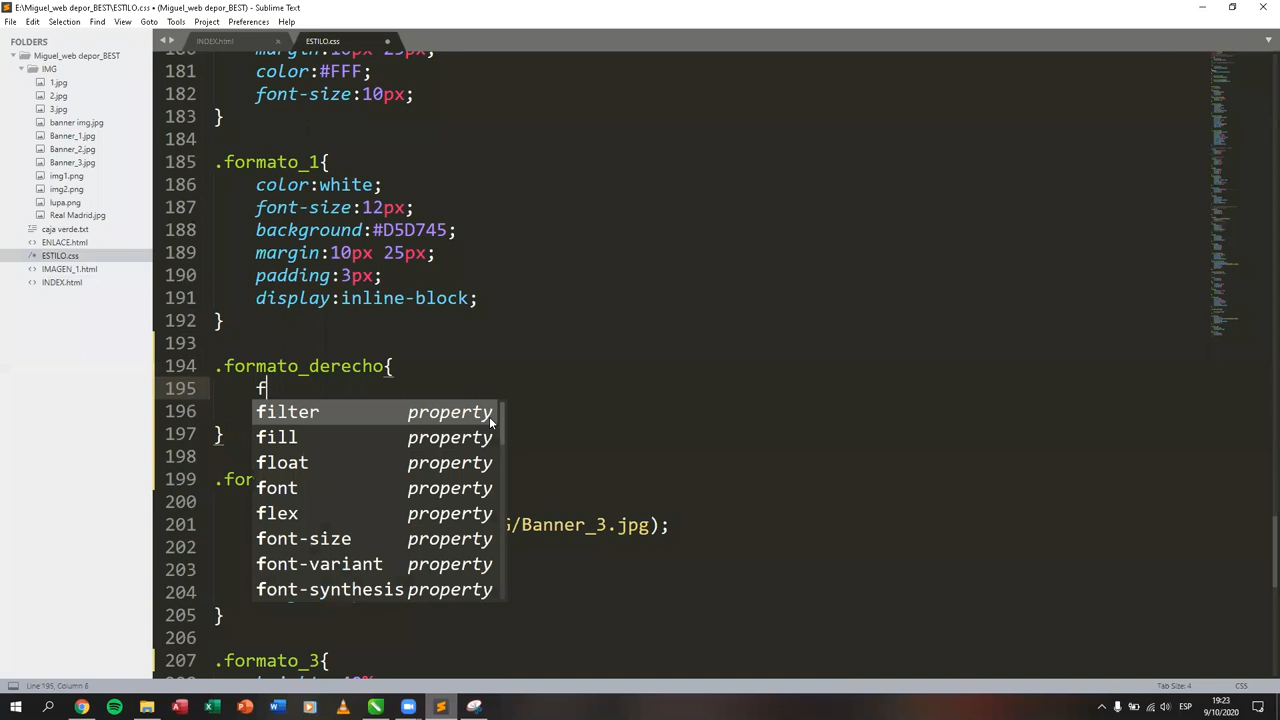 E:\Miguel_web depor_BEST\ESTILO.css • (Miguel_web depor_BEST) - Sublime Text
File Edit Selection Find View Goto Tools Project Preferences Help
FOLDERS
Miguel_web depor_BEST
IMG
1.jpg
2.jpg
3.jpg
banner img.jpg
Banner_1.jpg
Banner_2.jpg
Banner_3.jpg
img1.png
img2.png
lupa.png
Real Madrid.jpg
caja verde.txt
ENLACE.html
ESTILO.css
IMAGEN_1.html
INDEX.html
INDEX.html ESTILO.css
181 color:#FFF;
182 font-size:10px;
183 }
184
185 .formato_1{
186 color:white;
187 font-size:12px;
188 background:#D5D745;
189 margin:10px 25px;
190 padding:3px;
191 display:inline-block;
192 }
193
194 .formato_derecho{
195 f
196 filter property
fill property
197 }
198 float property
199 .for font property
200 flex property
201 G/Banner_3.jpg);
202 font-size property
203 font-variant property
204 font-synthesis property
205 }
206
207 .formato_3{
Line 195, Column 6 Tab Size: 4 CSS
ESP 19:23
9/10/2020